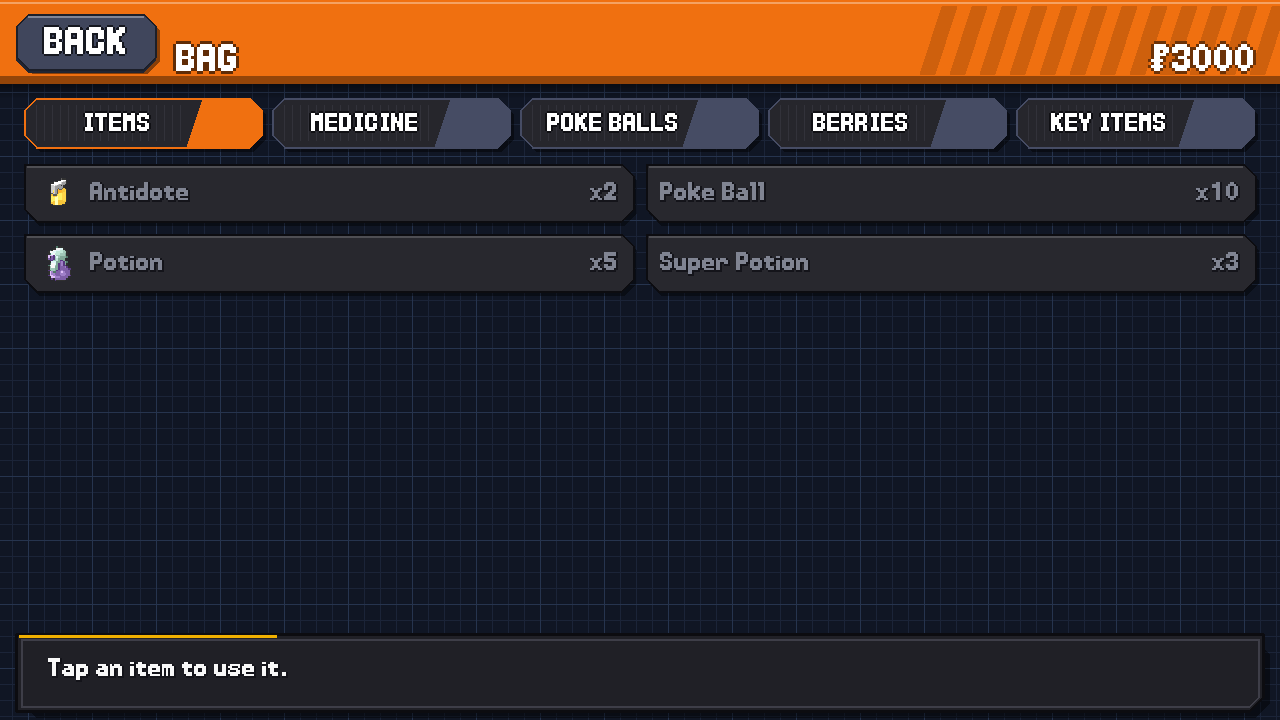 BACK
BAG
₽3000
ITEMS
MEDICINE
POKE BALLS
BERRIES
KEY ITEMS
Antidote x2
Poke Ball x10
Potion x5
Super Potion x3
Tap an item to use it.